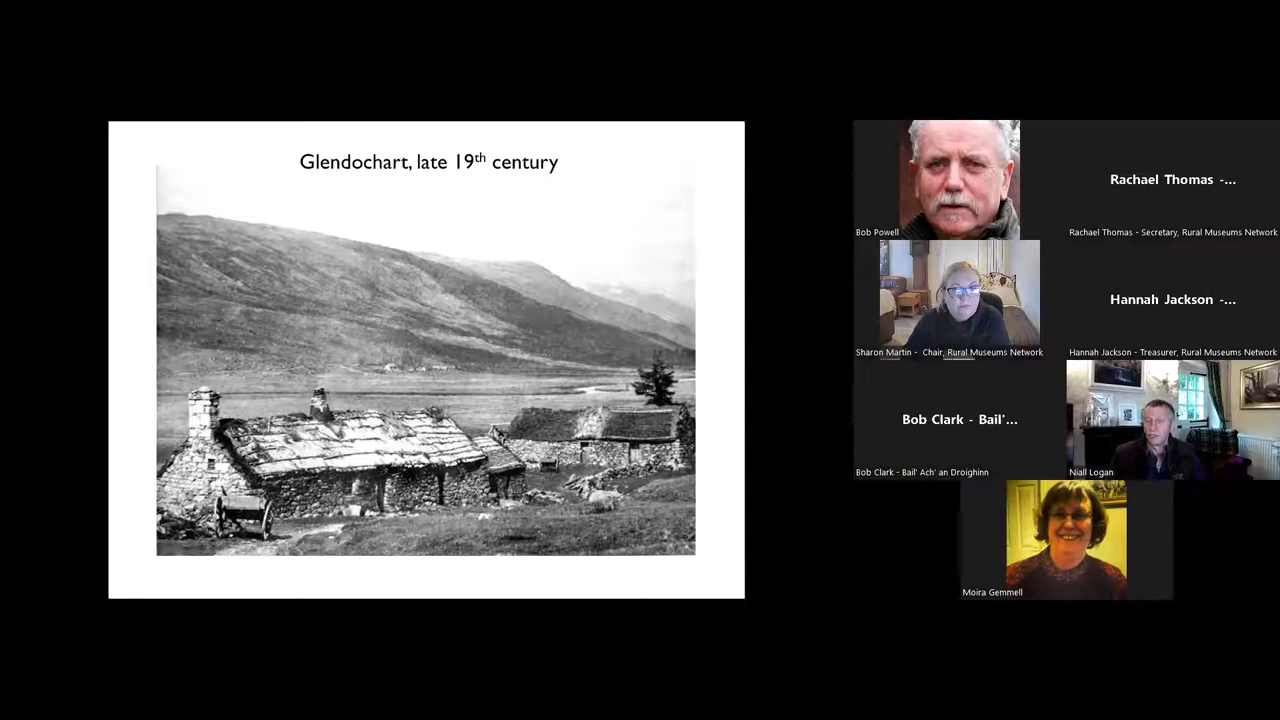 Glendochart, late 19th century
Bob Powell
Rachael Thomas -...
Rachael Thomas - Secretary, Rural Museums Network
Sharon Martin - Chair, Rural Museums Network
Hannah Jackson -...
Hannah Jackson - Treasurer, Rural Museums Network
Bob Clark - Bail'...
Bob Clark - Bail' Ach' an Droighinn
Niall Logan
Moira Gemmell